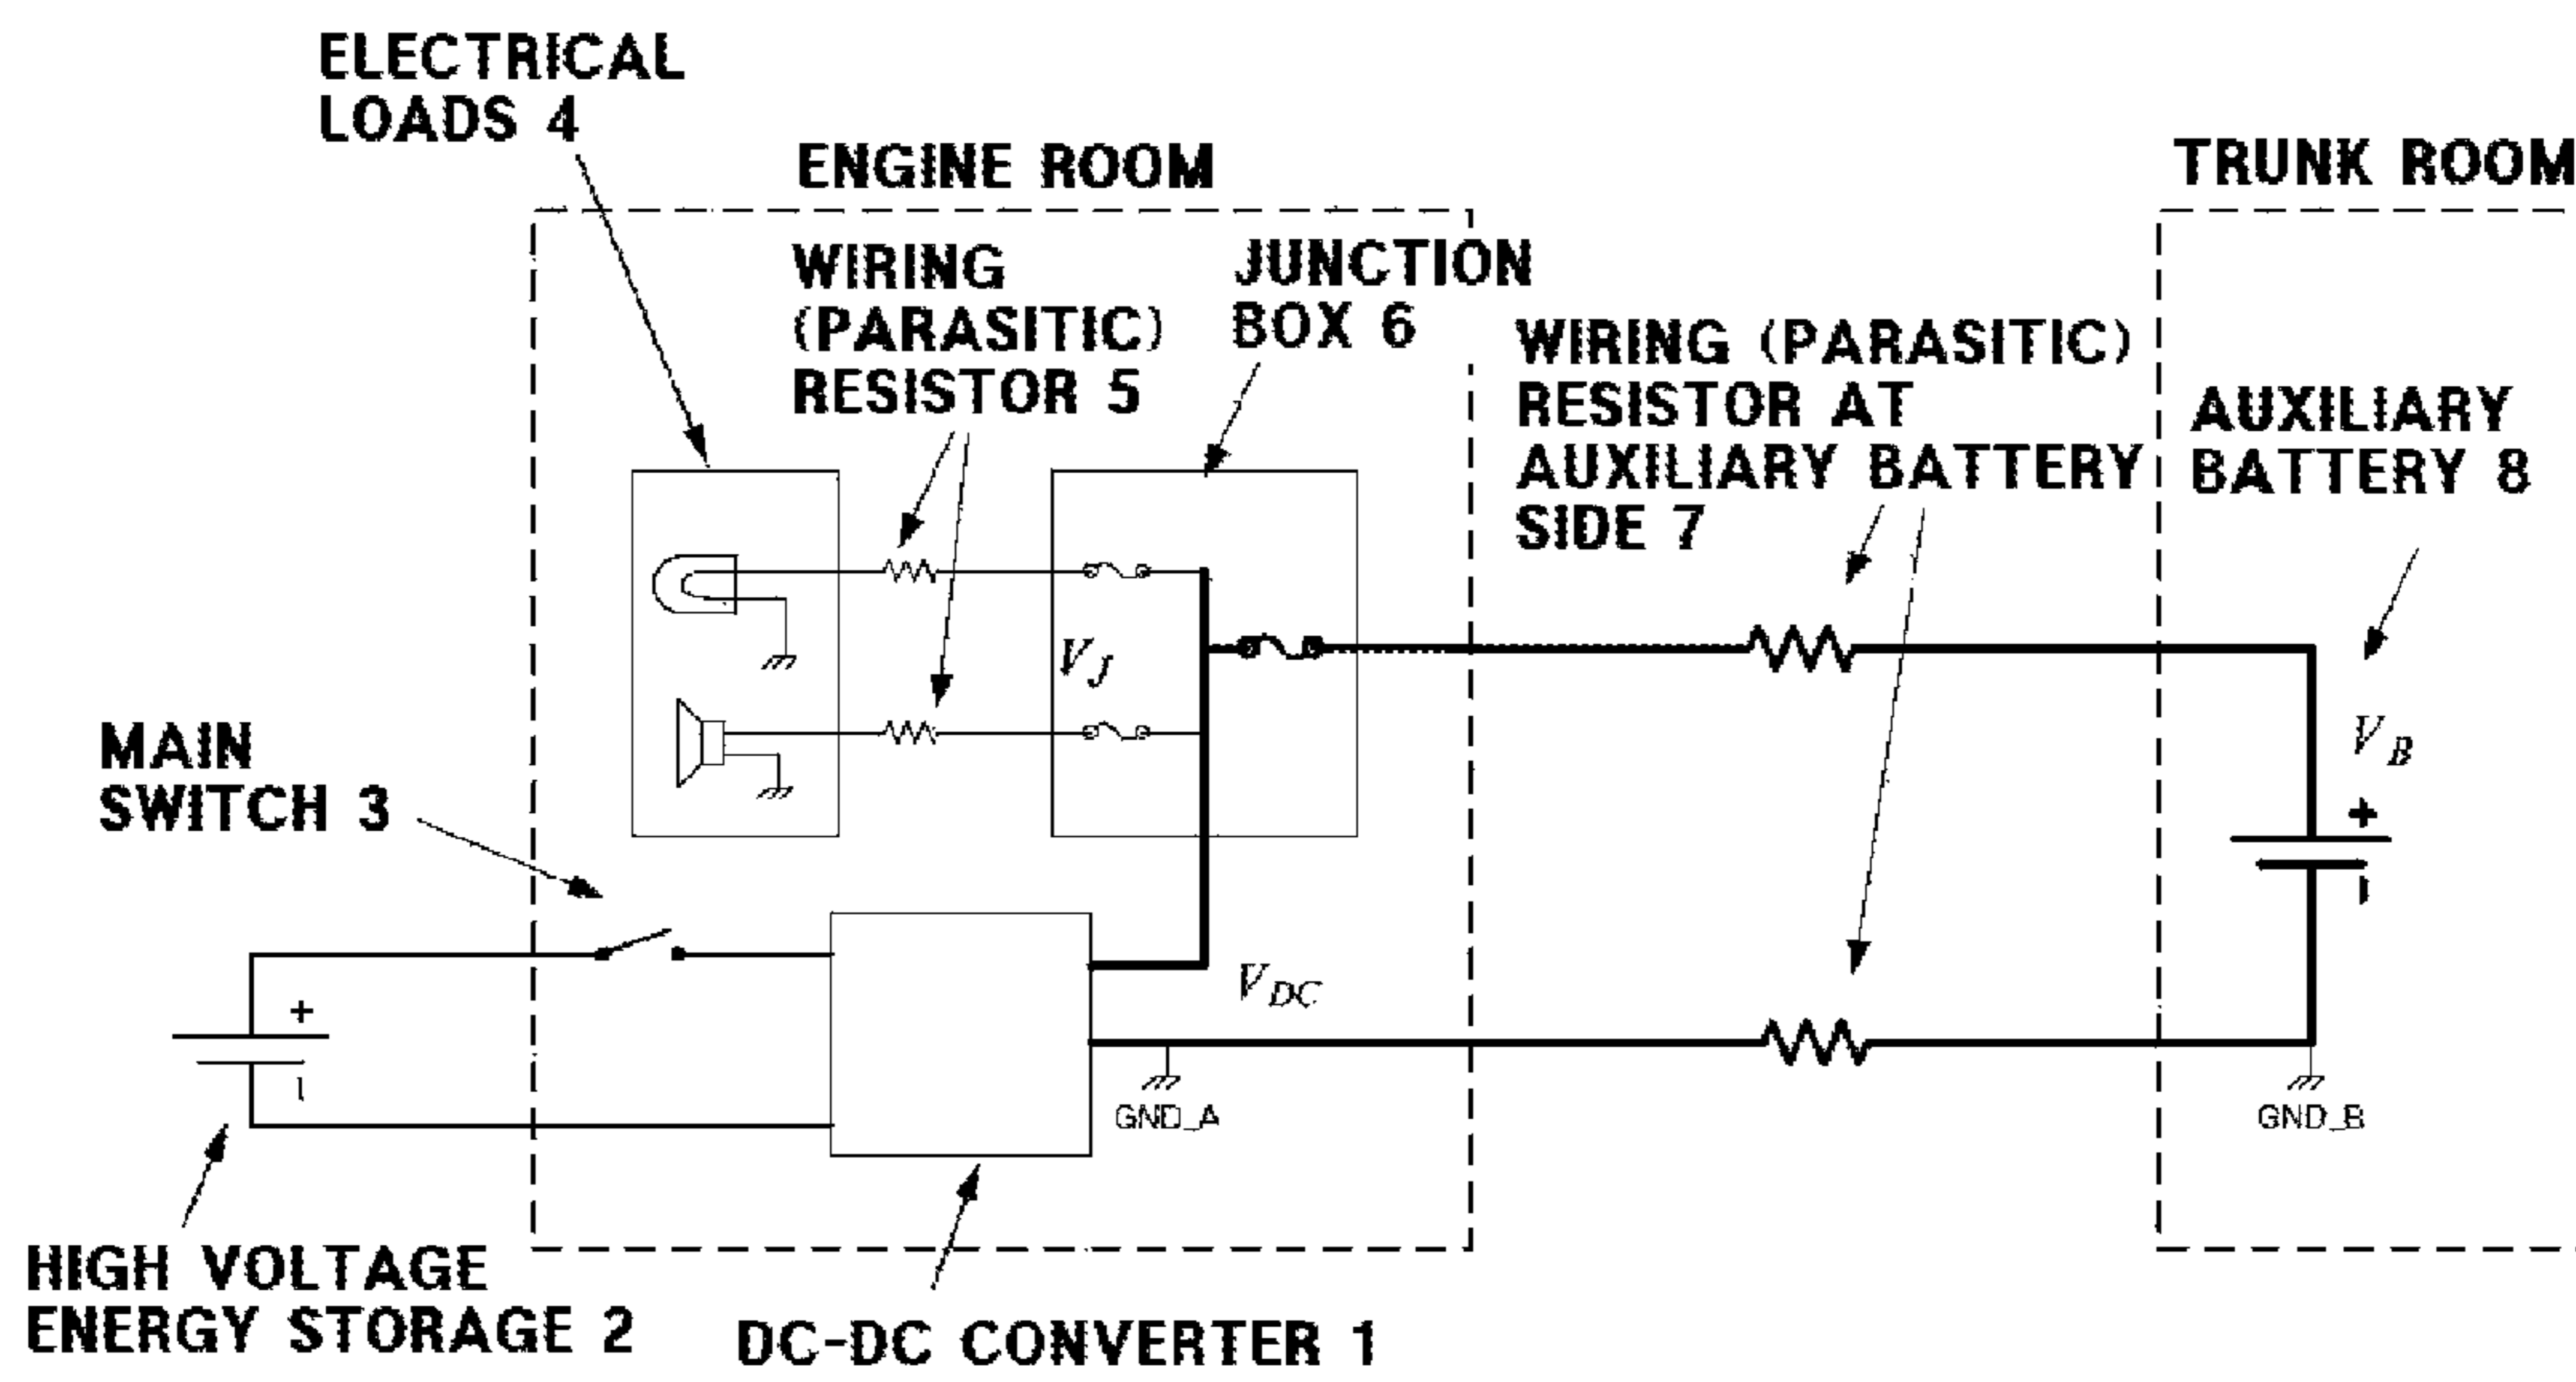 ELECTRICAL
LOADS 4
ENGINE ROOM
TRUNK ROOM
WIRING
(PARASITIC)
RESISTOR 5
JUNCTION
BOX 6
WIRING (PARASITIC)
RESISTOR AT
AUXILIARY BATTERY
SIDE 7
AUXILIARY
BATTERY 8
V_J
V_B
+
-
MAIN
SWITCH 3
V_DC
+
-
GND_A
GND_B
HIGH VOLTAGE
ENERGY STORAGE 2
DC-DC CONVERTER 1